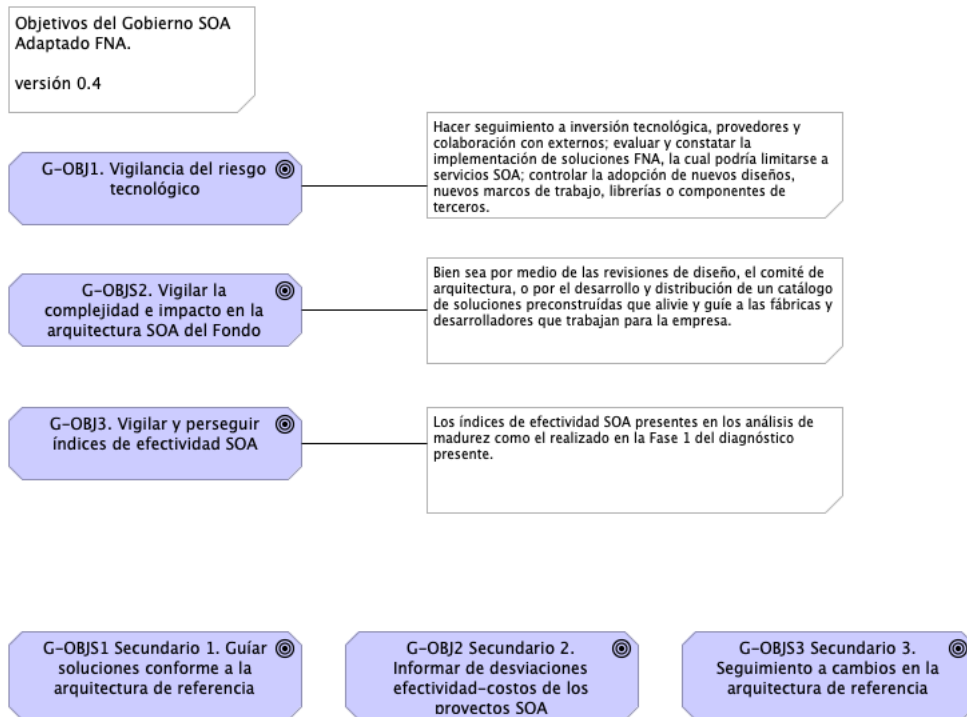 Objetivos del Gobierno SOA
Adaptado FNA.
versión 0.4
G-OBJ1. Vigilancia del riesgo
tecnológico
Hacer seguimiento a inversión tecnológica, provedores y
colaboración con externos; evaluar y constatar la
implementación de soluciones FNA, la cual podría limitarse a
servicios SOA; controlar la adopción de nuevos diseños,
nuevos marcos de trabajo, librerías o componentes de
terceros.
G-OBJS2. Vigilar la
complejidad e impacto en la
arquitectura SOA del Fondo
Bien sea por medio de las revisiones de diseño, el comité de
arquitectura, o por el desarrollo y distribución de un catálogo
de soluciones preconstruídas que alivie y guíe a las fábricas y
desarrolladores que trabajan para la empresa.
G-OBJ3. Vigilar y perseguir
índices de efectividad SOA
Los índices de efectividad SOA presentes en los análisis de
madurez como el realizado en la Fase 1 del diagnóstico
presente.
G-OBJS1 Secundario 1. Guíar
soluciones conforme a la
arquitectura de referencia
G-OBJ2 Secundario 2.
Informar de desviaciones
efectividad-costos de los
proyectos SOA
G-OBJS3 Secundario 3.
Seguimiento a cambios en la
arquitectura de referencia